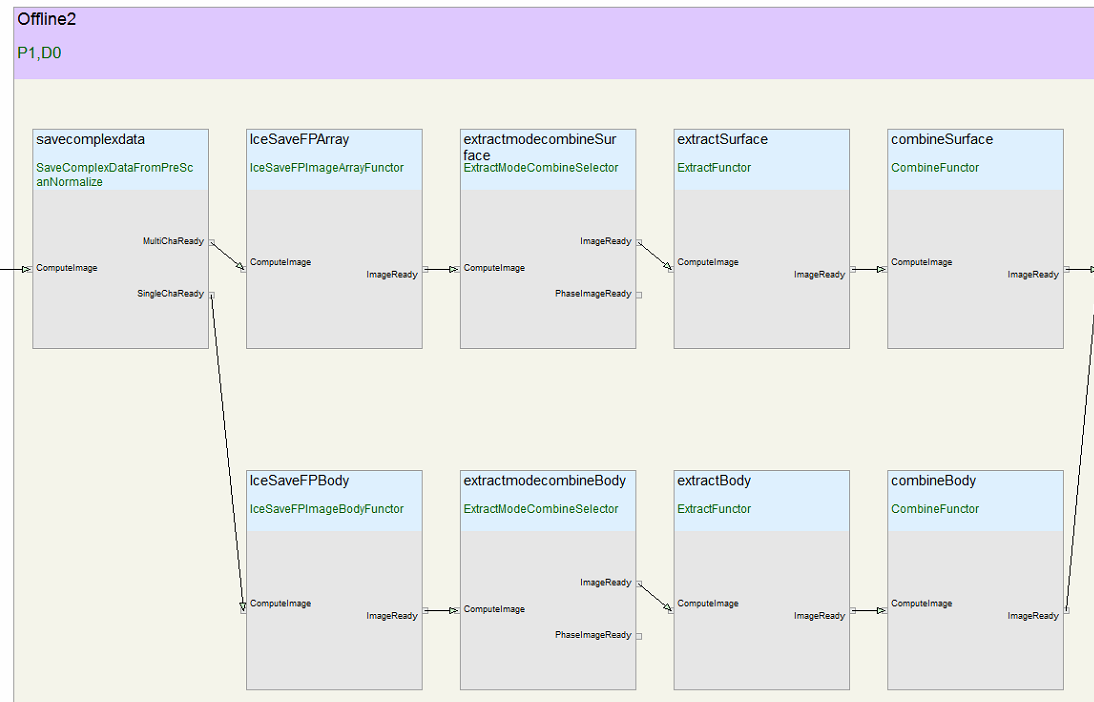 Offline2
P1,D0
savecomplexdata
SaveComplexDataFromPreSc
anNormalize
MultiChaReady
ComputeImage
SingleChaReady
IceSaveFPArray
IceSaveFPImageArrayFunctor
ComputeImage
ImageReady
extractmodecombineSur
face
ExtractModeCombineSelector
ImageReady
ComputeImage
PhaseImageReady
extractSurface
ExtractFunctor
ComputeImage
ImageReady
combineSurface
CombineFunctor
ComputeImage
ImageReady
IceSaveFPBody
IceSaveFPImageBodyFunctor
ComputeImage
ImageReady
extractmodecombineBody
ExtractModeCombineSelector
ImageReady
ComputeImage
PhaseImageReady
extractBody
ExtractFunctor
ComputeImage
ImageReady
combineBody
CombineFunctor
ComputeImage
ImageReady